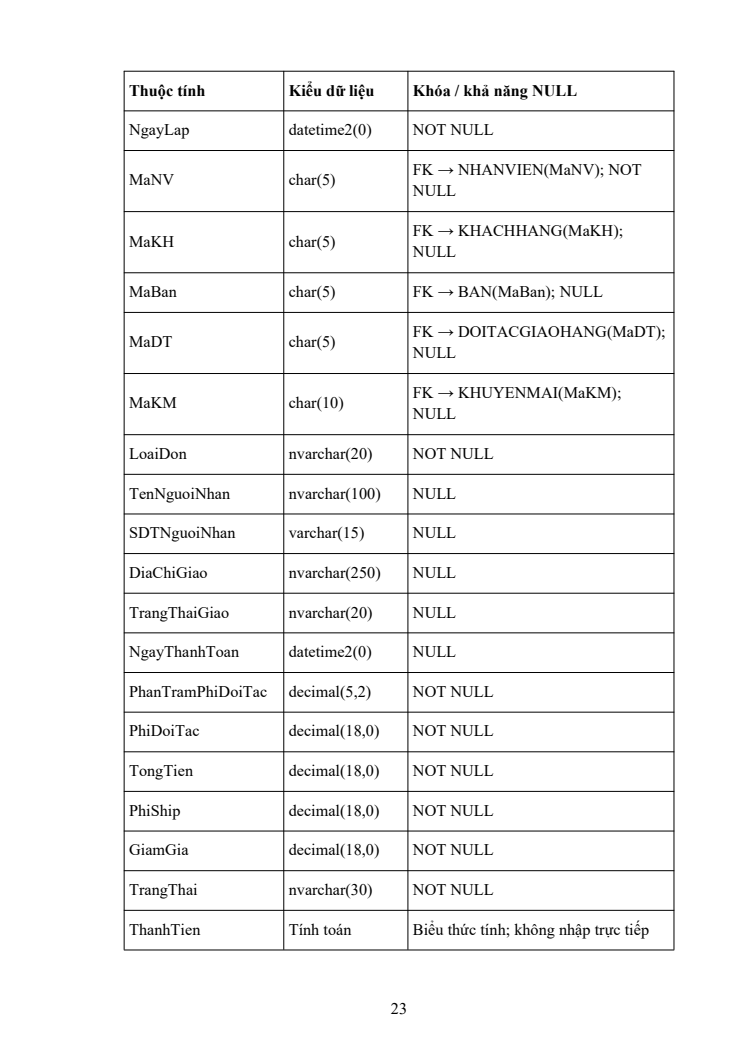 Thuộc tính Kiểu dữ liệu Khóa / khả năng NULL
NgayLap datetime2(0) NOT NULL
MaNV char(5) FK → NHANVIEN(MaNV); NOT
NULL
MaKH char(5) FK → KHACHHANG(MaKH);
NULL
MaBan char(5) FK → BAN(MaBan); NULL
MaDT char(5) FK → DOITACGIAOHANG(MaDT);
NULL
MaKM char(10) FK → KHUYENMAI(MaKM);
NULL
LoaiDon nvarchar(20) NOT NULL
TenNguoiNhan nvarchar(100) NULL
SDTNguoiNhan varchar(15) NULL
DiaChiGiao nvarchar(250) NULL
TrangThaiGiao nvarchar(20) NULL
NgayThanhToan datetime2(0) NULL
PhanTramPhiDoiTac decimal(5,2) NOT NULL
PhiDoiTac decimal(18,0) NOT NULL
TongTien decimal(18,0) NOT NULL
PhiShip decimal(18,0) NOT NULL
GiamGia decimal(18,0) NOT NULL
TrangThai nvarchar(30) NOT NULL
ThanhTien Tính toán Biểu thức tính; không nhập trực tiếp
23